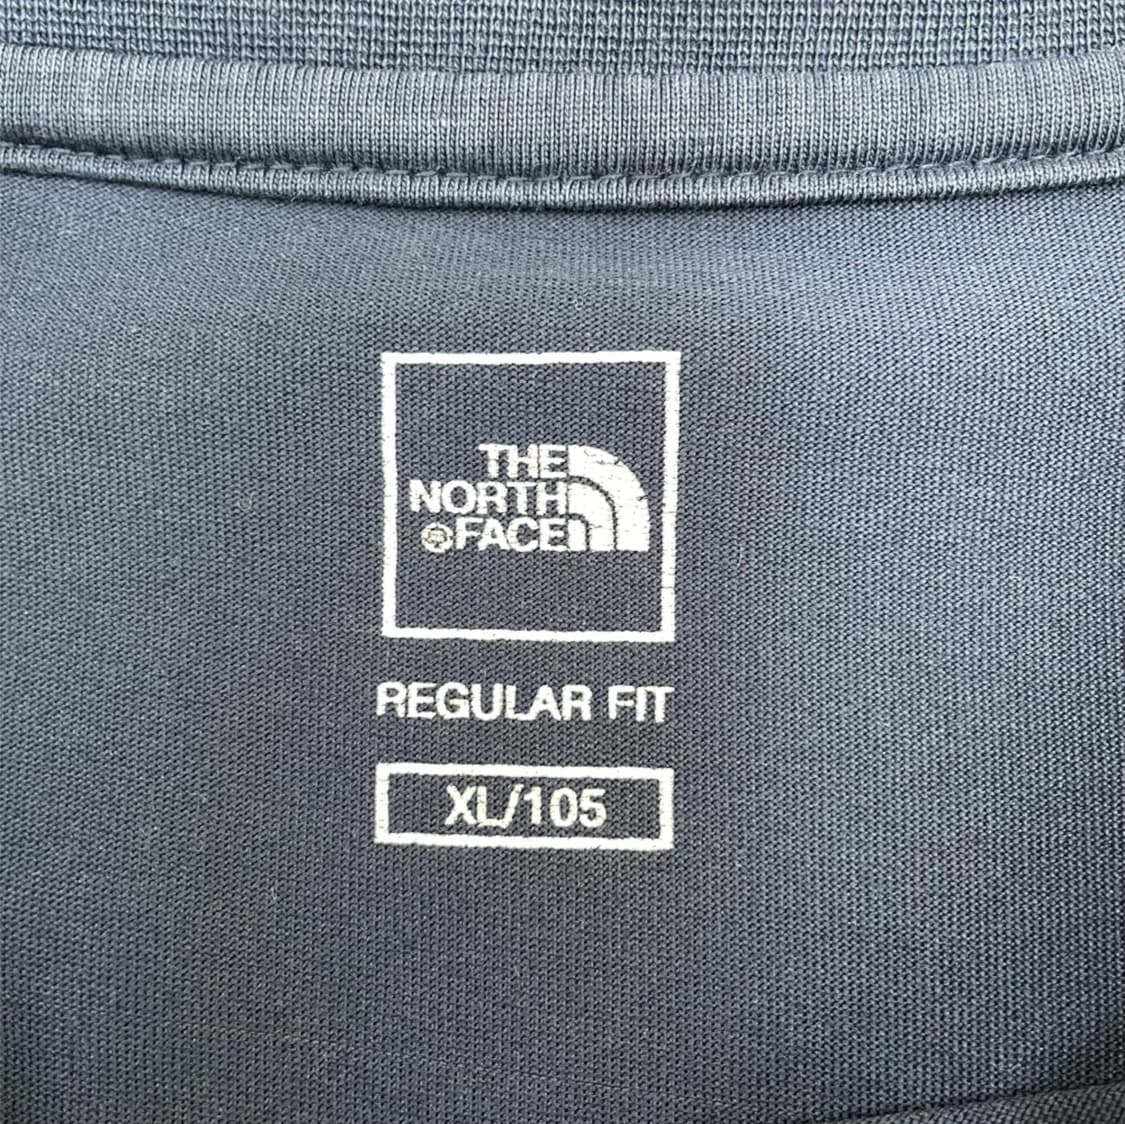 THE
NORTH
FACE
REGULAR FIT
XL/105